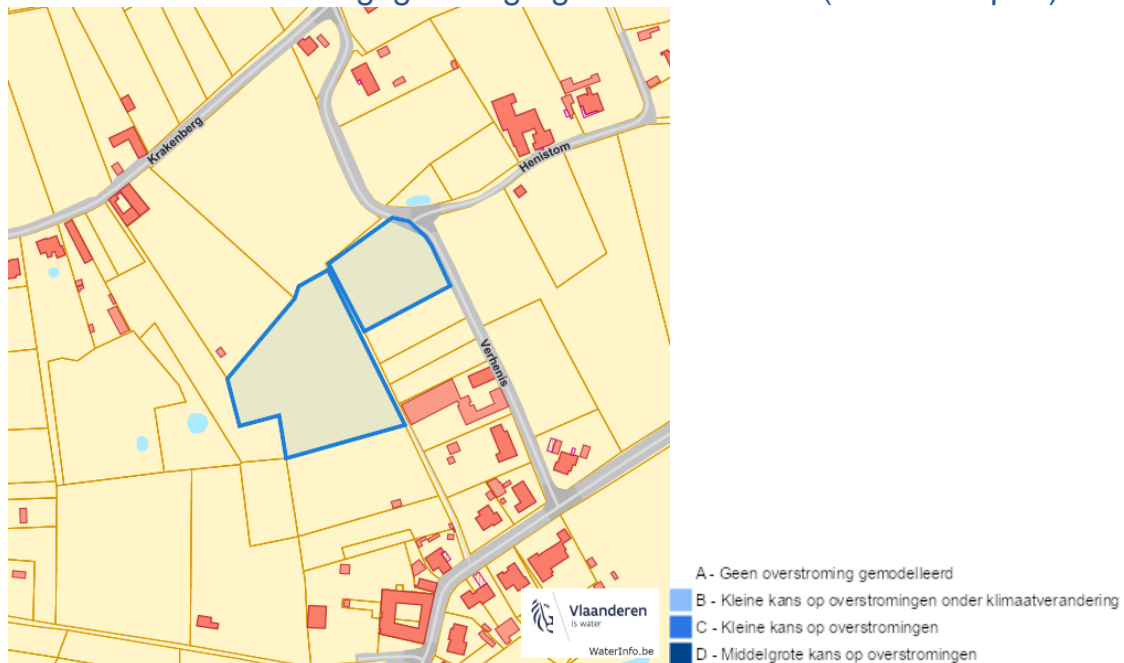 Krakenberg
Henistom
Verhenis
Vlaanderen
is water
WaterInfo.be
A - Geen overstroming gemodelleerd
B - Kleine kans op overstromingen onder klimaatverandering
C - Kleine kans op overstromingen
D - Middelgrote kans op overstromingen